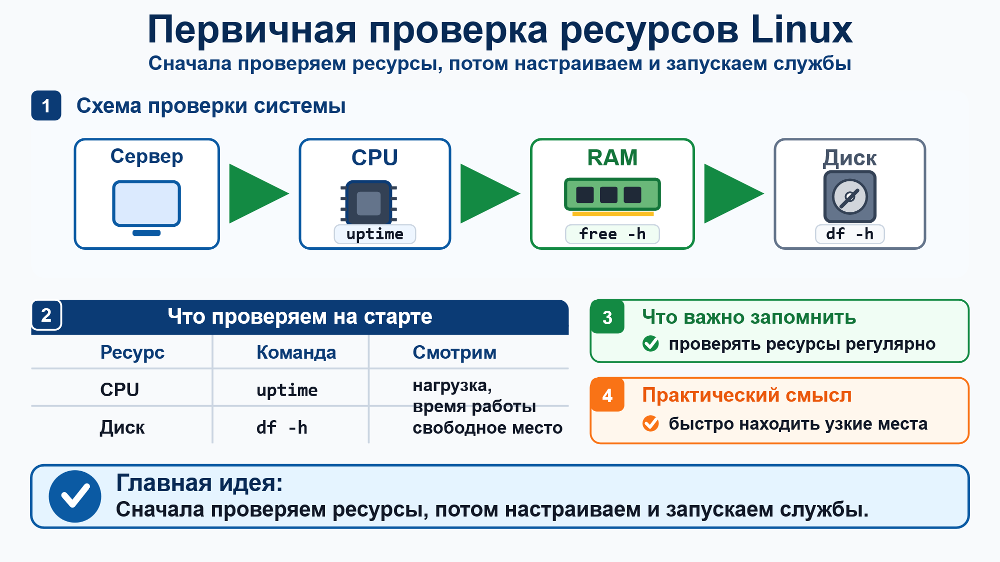 Первичная проверка ресурсов Linux
Сначала проверяем ресурсы, потом настраиваем и запускаем службы
1 Схема проверки системы
Сервер
CPU
uptime
RAM
free -h
Диск
df -h
2 Что проверяем на старте
Ресурс Команда Смотрим
CPU uptime нагрузка,
время работы
Диск df -h свободное место
3 Что важно запомнить
проверять ресурсы регулярно
4 Практический смысл
быстро находить узкие места
Главная идея:
Сначала проверяем ресурсы, потом настраиваем и запускаем службы.